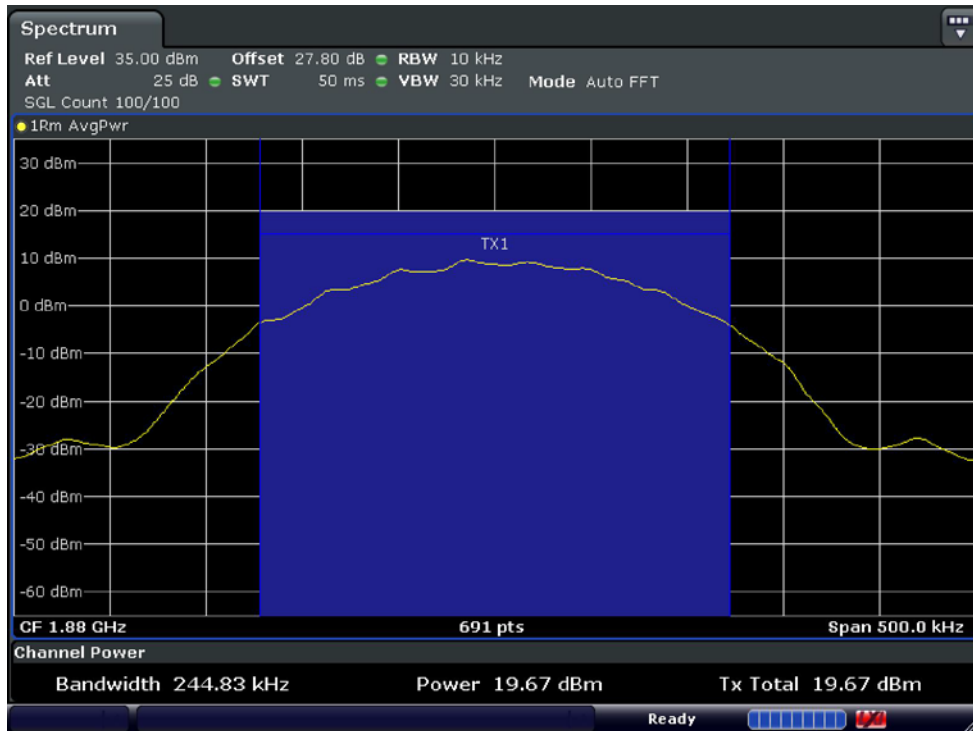 Spectrum
Ref Level 35.00 dBm Offset 27.80 dB RBW 10 kHz
Att 25 dB SWT 50 ms VBW 30 kHz Mode Auto FFT
SGL Count 100/100
1Rm AvgPwr
30 dBm
20 dBm
TX1
10 dBm
0 dBm
-10 dBm
-20 dBm
-30 dBm
-40 dBm
-50 dBm
-60 dBm
CF 1.88 GHz 691 pts Span 500.0 kHz
Channel Power
Bandwidth 244.83 kHz Power 19.67 dBm Tx Total 19.67 dBm
Ready